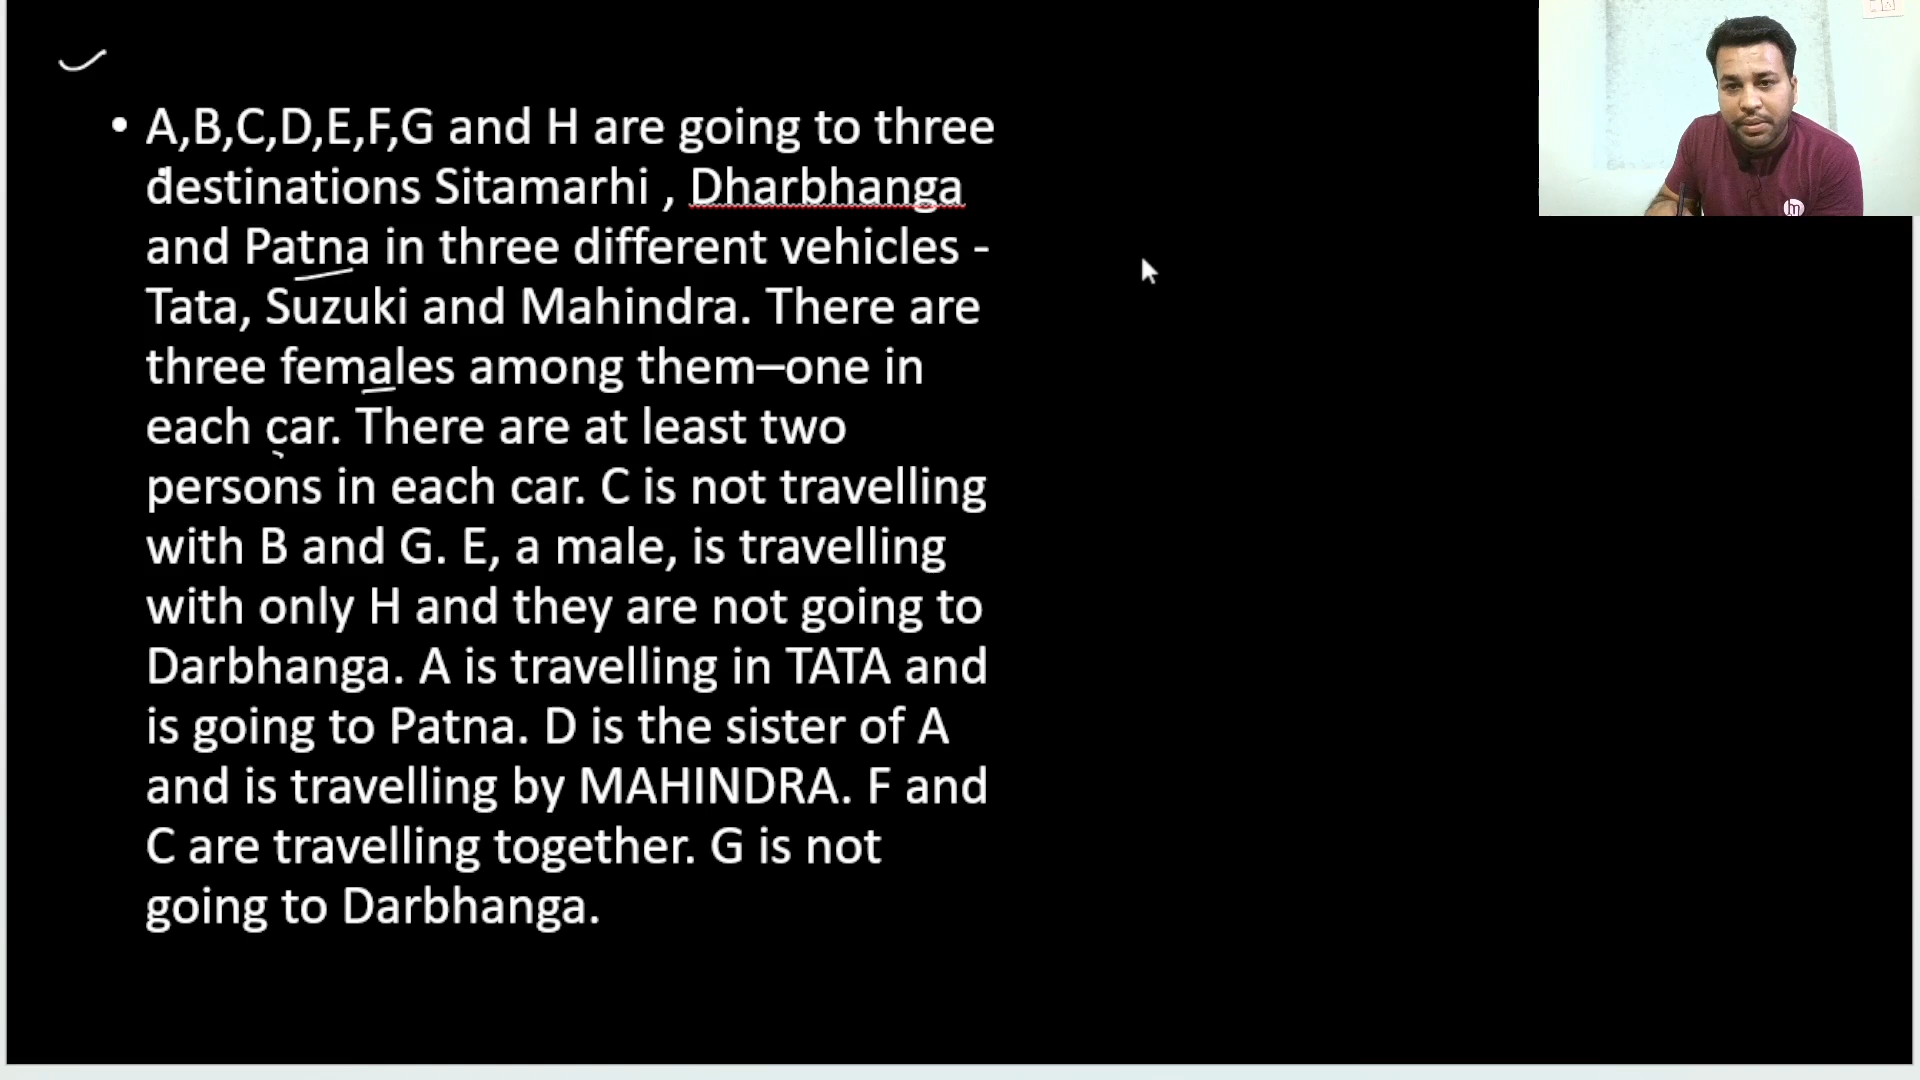 • A,B,C,D,E,F,G and H are going to three
destinations Sitamarhi , Dharbhanga
and Patna in three different vehicles -
Tata, Suzuki and Mahindra. There are
three females among them–one in
each car. There are at least two
persons in each car. C is not travelling
with B and G. E, a male, is travelling
with only H and they are not going to
Darbhanga. A is travelling in TATA and
is going to Patna. D is the sister of A
and is travelling by MAHINDRA. F and
C are travelling together. G is not
going to Darbhanga.